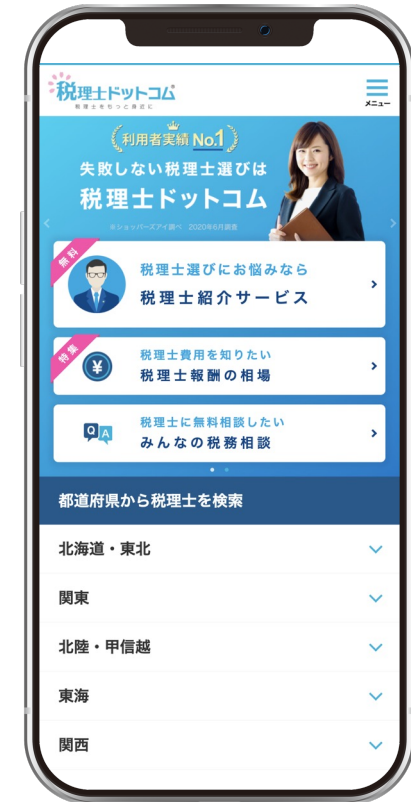 税理士ドットコム
税理士をもっと身近に
メニュー
利用者実績 No.1
失敗しない税理士選びは
税理士ドットコム
※ショッパーズアイ調べ 2020年6月調査
無料
税理士選びにお悩みなら
税理士紹介サービス
特集
税理士費用を知りたい
¥
税理士報酬の相場
税理士に無料相談したい
Q A
みんなの税務相談
都道府県から税理士を検索
北海道・東北
関東
北陸・甲信越
東海
関西